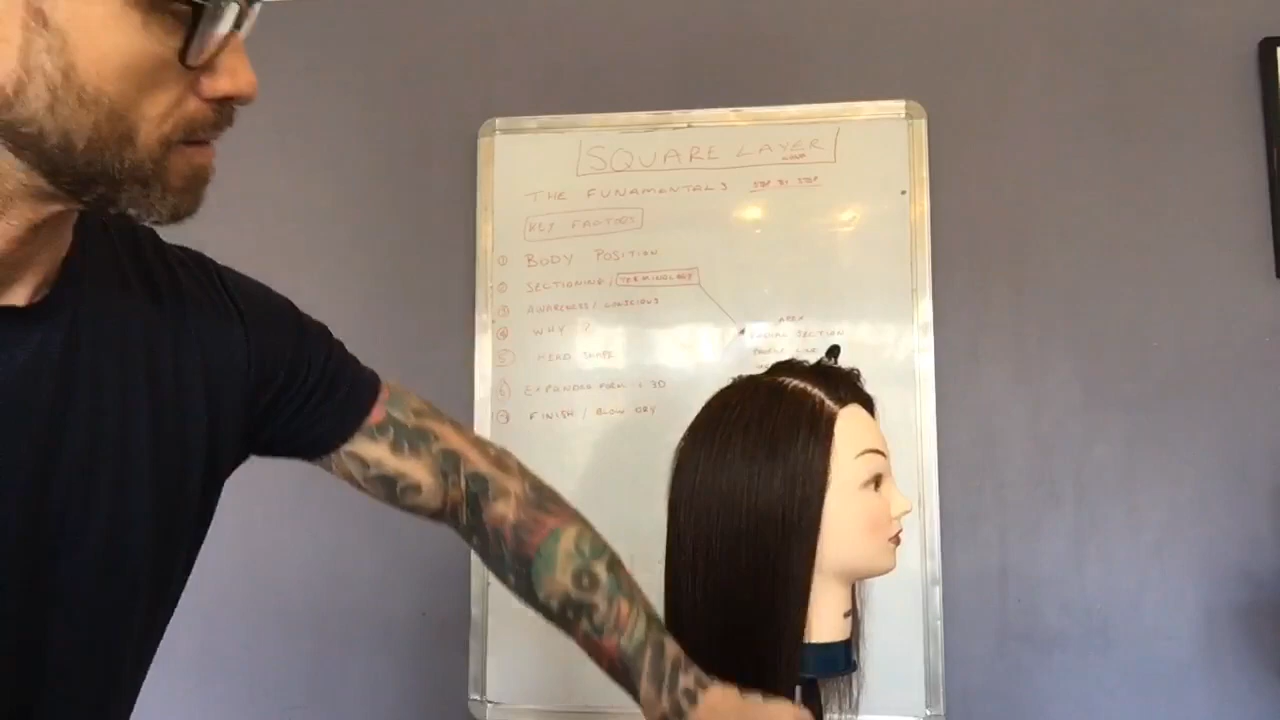 SQUARE LAYER
LONG
THE FUNAMENTALS STEP BY STEP
KEY FACTORS
① BODY POSITION
② SECTIONING / TERMINOLOGY
③ AWARENESS / CONSCIOUS
④ WHY ?
⑤ HEAD SHAPE
⑥ EXPANDED FORM : 3D
⑦ FINISH / BLOW DRY
APEX
RADIAL SECTION
PROFILE LINE